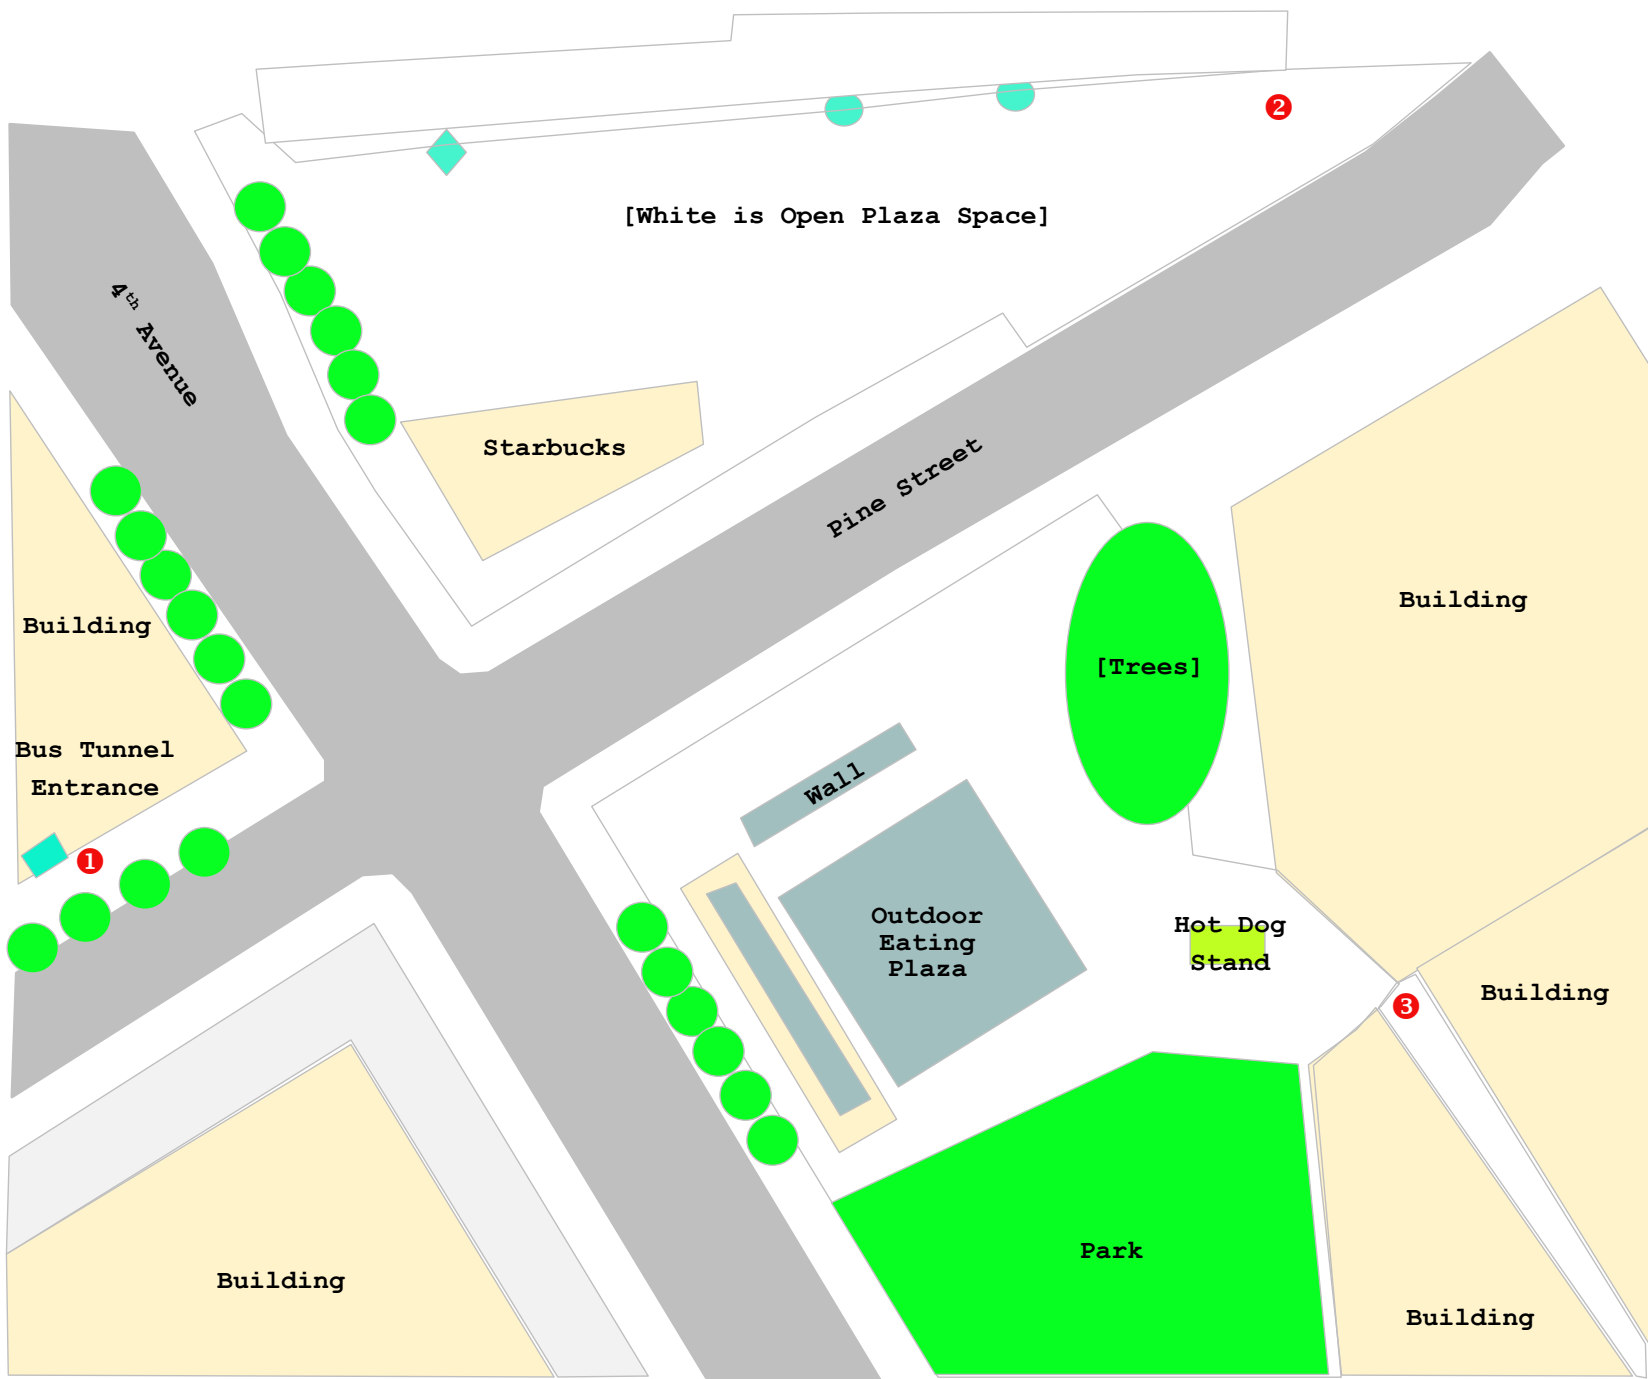 2
[White is Open Plaza Space]
4th Avenue
Starbucks
Pine Street
Building
Building
[Trees]
Bus Tunnel
Entrance
Wall
1
Outdoor
Eating
Plaza
Hot Dog
Stand
Building
3
Park
Building
Building